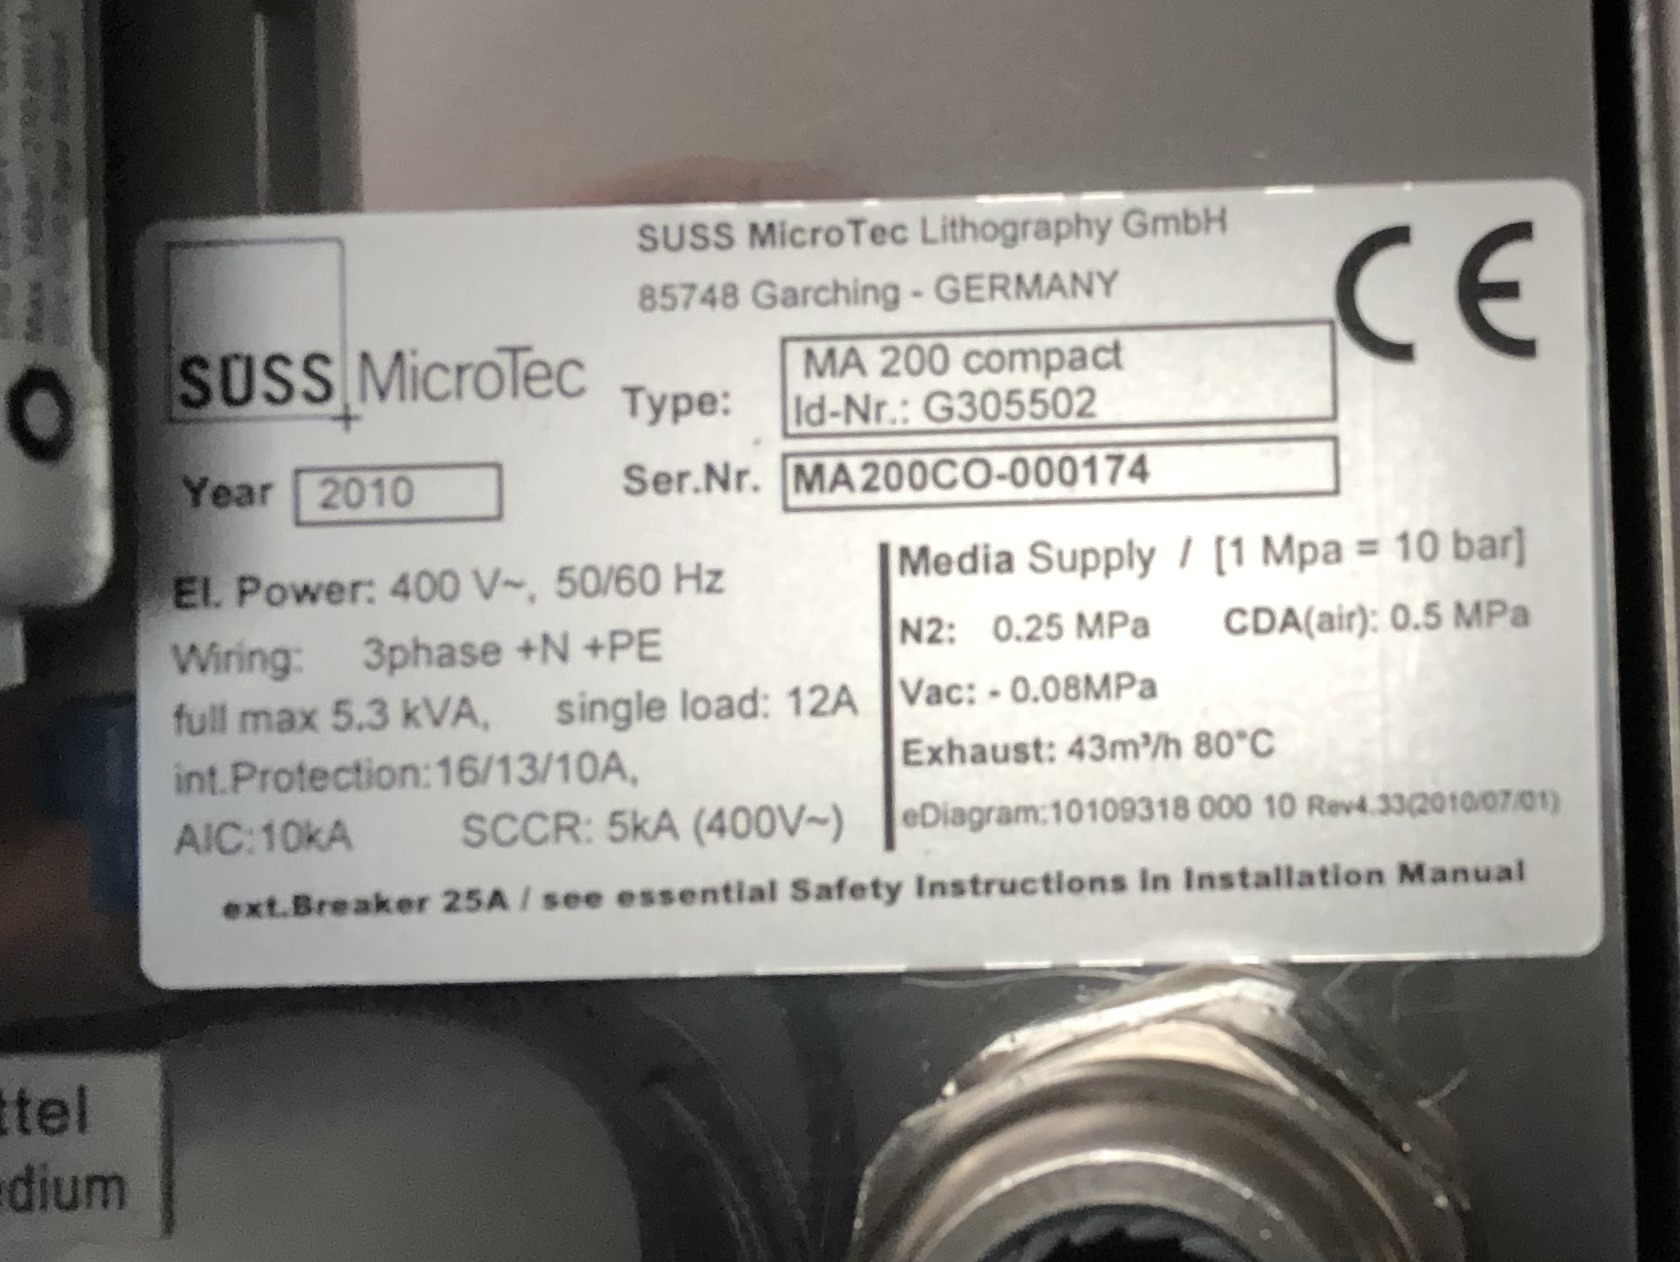 SUSS MicroTec Lithography GmbH
85748 Garching - GERMANY
CE
SUSS MicroTec
Type: MA 200 compact
Id-Nr.: G305502
Year 2010
Ser.Nr. MA200CO-000174
El. Power: 400 V~, 50/60 Hz
Wiring: 3phase +N +PE
full max 5.3 kVA, single load: 12A
int.Protection:16/13/10A,
AIC:10kA SCCR: 5kA (400V~)
Media Supply / [1 Mpa = 10 bar]
N2: 0.25 MPa CDA(air): 0.5 MPa
Vac: - 0.08MPa
Exhaust: 43m³/h 80°C
eDiagram:10109318 000 10 Rev4.33(2010/07/01)
ext.Breaker 25A / see essential Safety Instructions in Installation Manual
ttel
dium